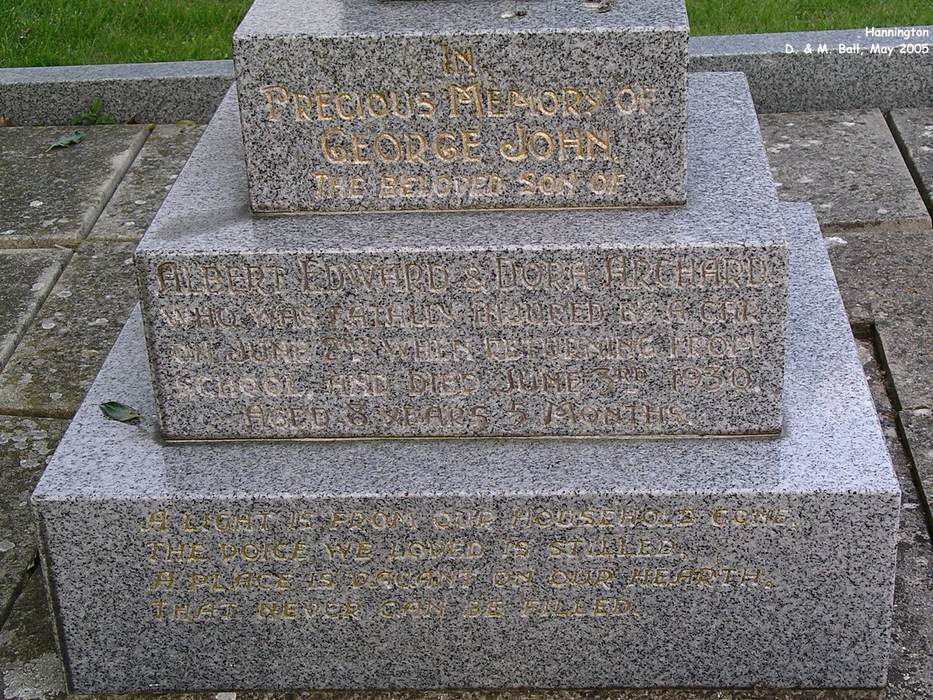 Hannington
D. & M. Ball, May 2005
IN
PRECIOUS MEMORY OF
GEORGE JOHN,
THE BELOVED SON OF
ALBERT EDWARD & DORA ARCHARD
WHO WAS FATALLY INJURED BY A CAR
ON JUNE 2ND WHEN RETURNING FROM
SCHOOL, AND DIED JUNE 3RD 1930.
AGED 8 YEARS 5 MONTHS.
A LIGHT IS FROM OUR HOUSEHOLD GONE,
THE VOICE WE LOVED IS STILLED,
A PLACE IS VACANT ON OUR HEARTH,
THAT NEVER CAN BE FILLED.